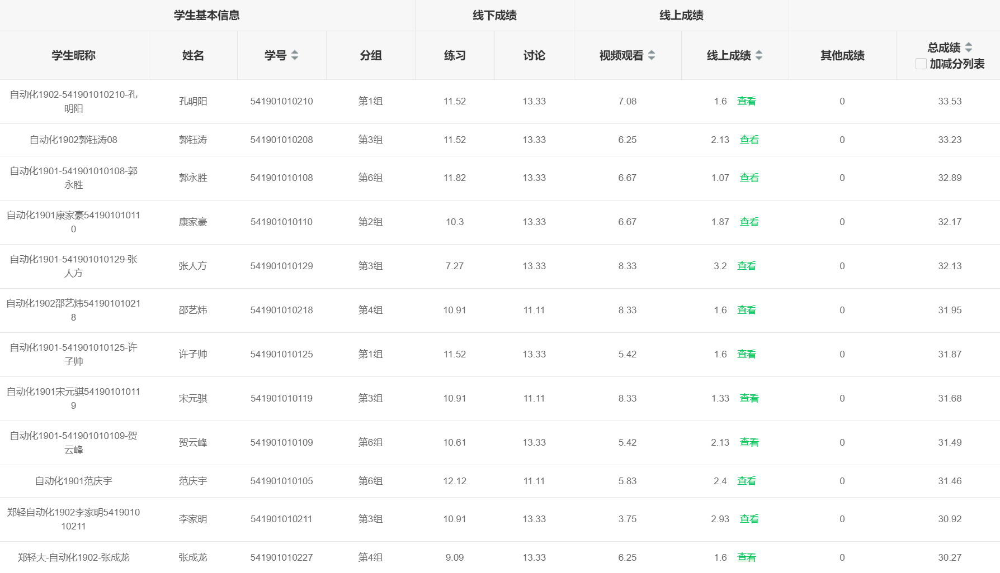 学生基本信息 线下成绩 线上成绩
学生昵称 姓名 学号 分组 练习 讨论 视频观看 线上成绩 其他成绩 总成绩
加减分列表
自动化1902-541901010210-孔
明阳 孔明阳 541901010210 第1组 11.52 13.33 7.08 1.6 查看 0 33.53
自动化1902郭钰涛08 郭钰涛 541901010208 第3组 11.52 13.33 6.25 2.13 查看 0 33.23
自动化1901-541901010108-郭
永胜 郭永胜 541901010108 第6组 11.82 13.33 6.67 1.07 查看 0 32.89
自动化1901康家豪54190101011
0 康家豪 541901010110 第2组 10.3 13.33 6.67 1.87 查看 0 32.17
自动化1901-541901010129-张
人方 张人方 541901010129 第3组 7.27 13.33 8.33 3.2 查看 0 32.13
自动化1902邵艺炜54190101021
8 邵艺炜 541901010218 第4组 10.91 11.11 8.33 1.6 查看 0 31.95
自动化1901-541901010125-许
子帅 许子帅 541901010125 第1组 11.52 13.33 5.42 1.6 查看 0 31.87
自动化1901宋元骐54190101011
9 宋元骐 541901010119 第3组 10.91 11.11 8.33 1.33 查看 0 31.68
自动化1901-541901010109-贺
云峰 贺云峰 541901010109 第6组 10.61 13.33 5.42 2.13 查看 0 31.49
自动化1901范庆宇 范庆宇 541901010105 第6组 12.12 11.11 5.83 2.4 查看 0 31.46
郑轻自动化1902李家明5419010
10211 李家明 541901010211 第3组 10.91 13.33 3.75 2.93 查看 0 30.92
郑轻大-自动化1902-张成龙 张成龙 541901010227 第4组 9.09 13.33 6.25 1.6 查看 0 30.27